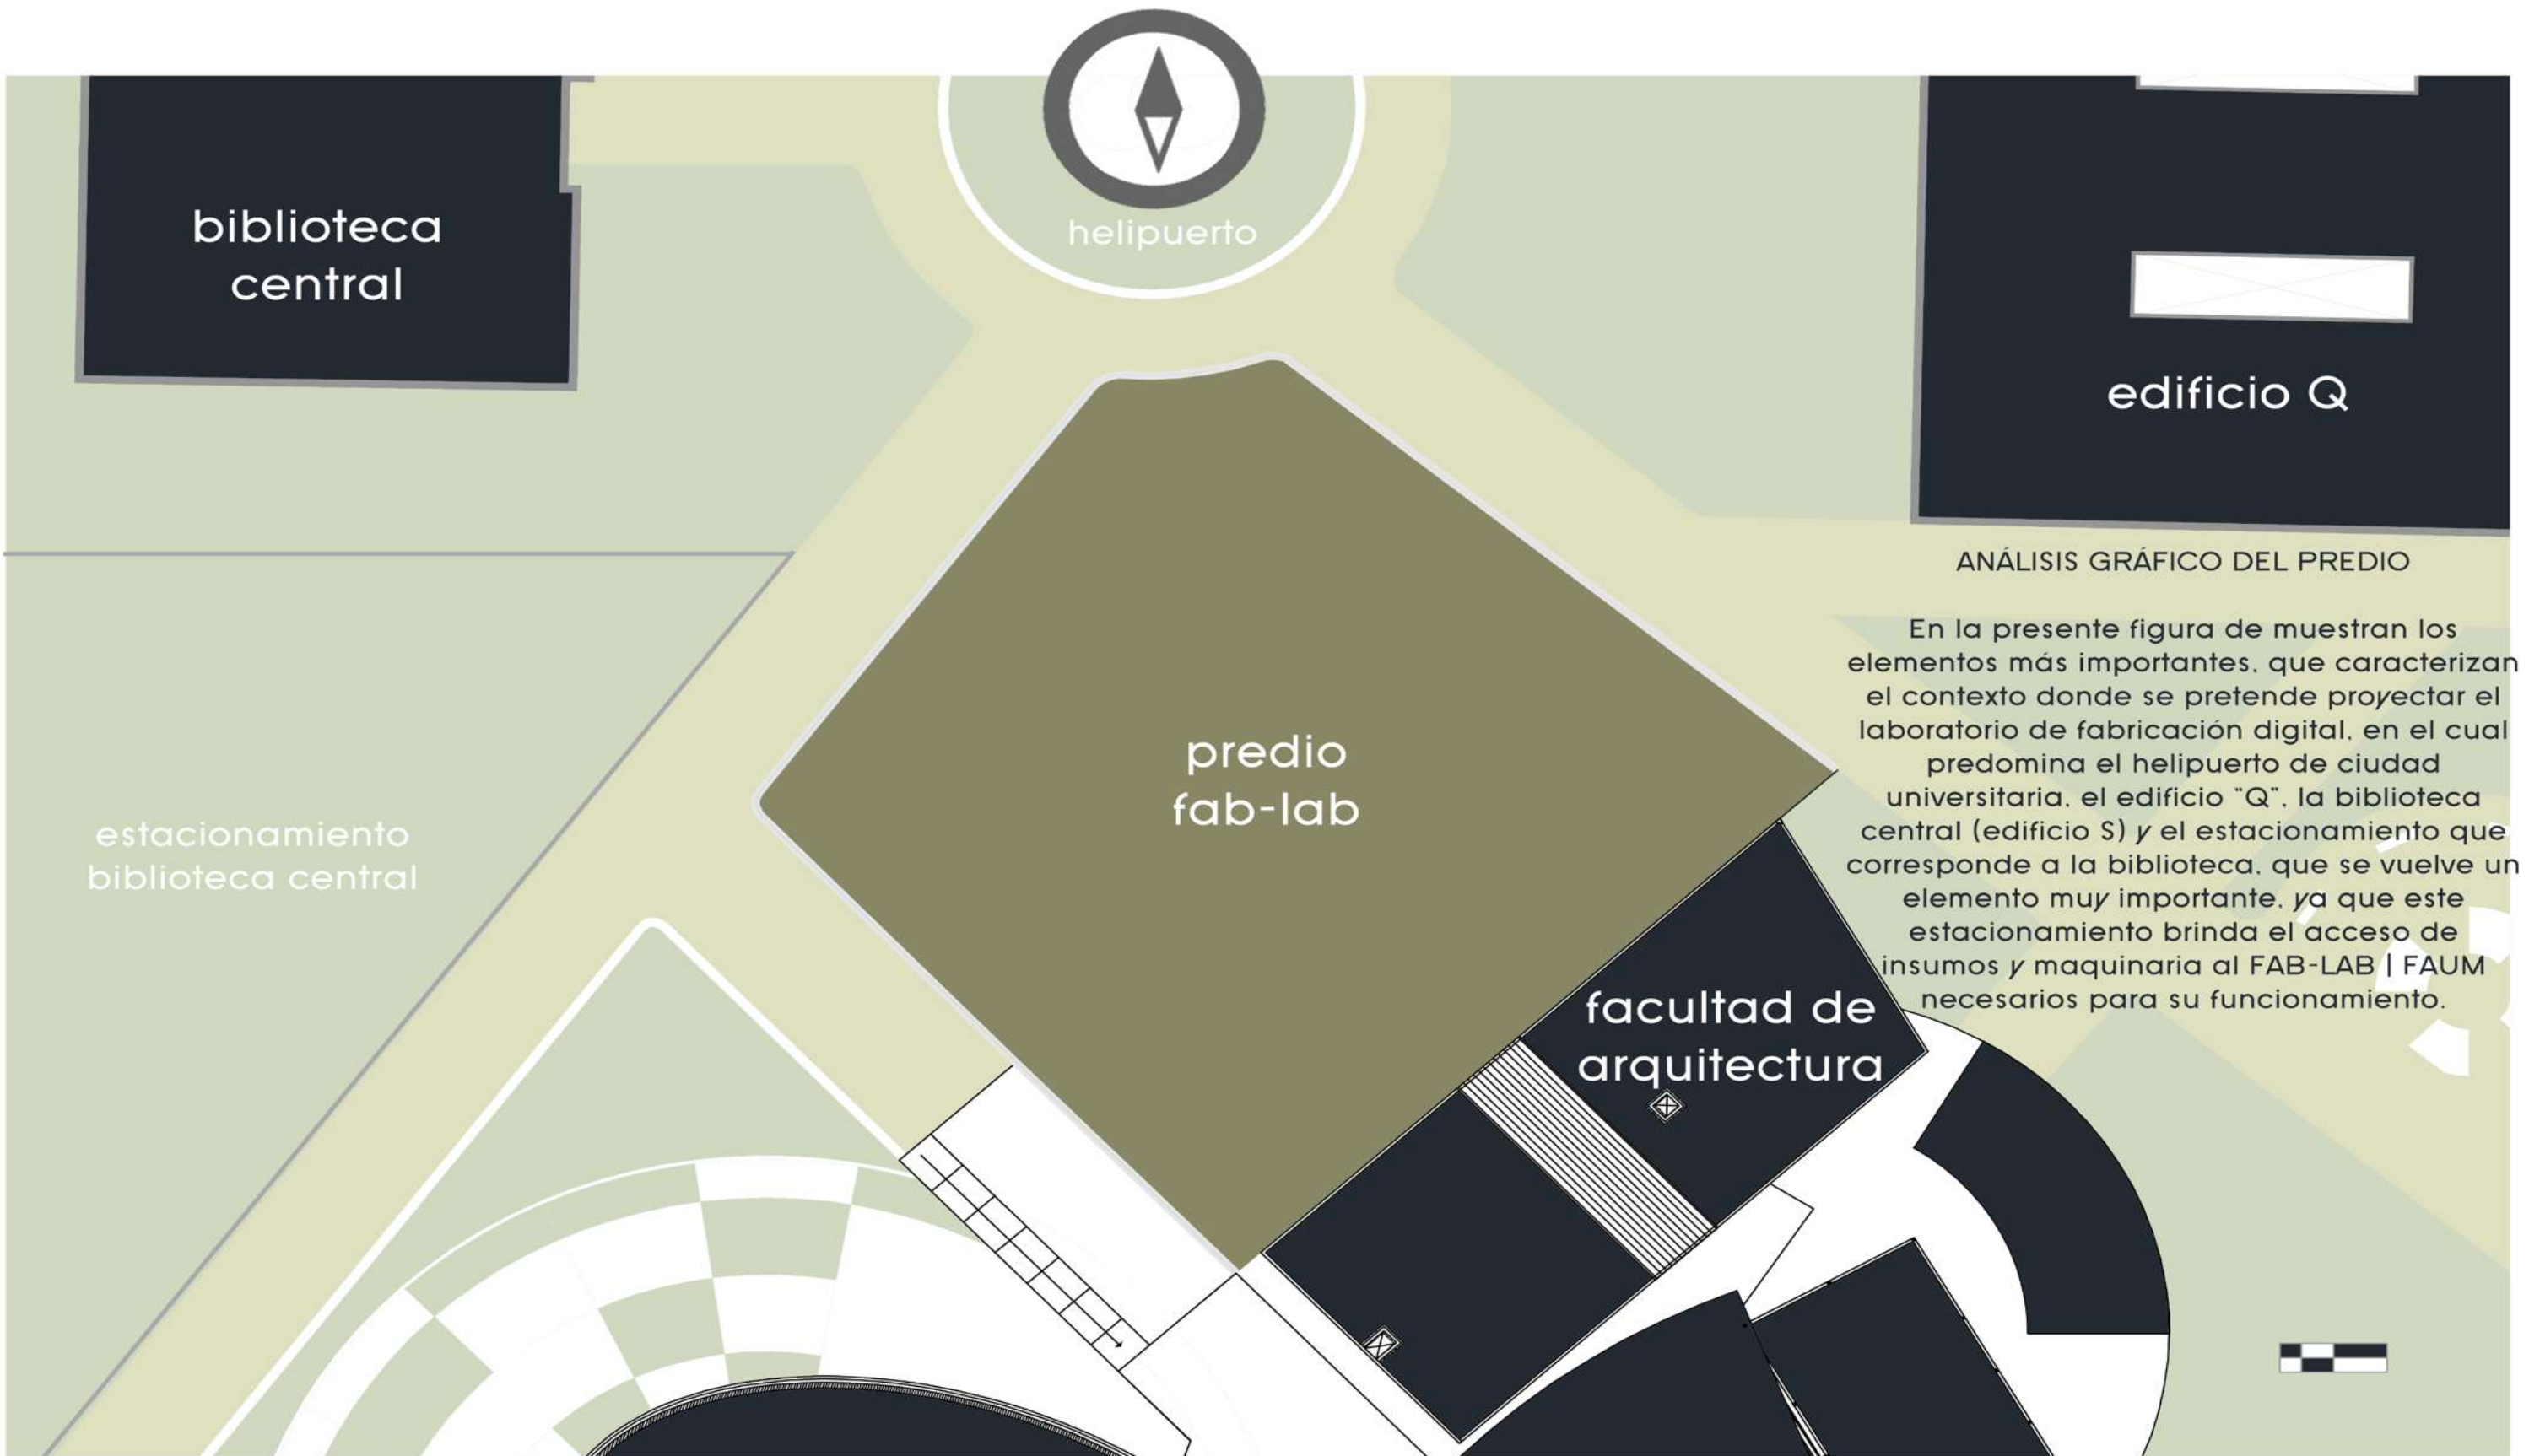 biblioteca
central
helipuerto
edificio Q
ANÁLISIS GRÁFICO DEL PREDIO
En la presente figura de muestran los
elementos más importantes, que caracterizan
el contexto donde se pretende proyectar el
laboratorio de fabricación digital, en el cual
predomina el helipuerto de ciudad
universitaria, el edificio "Q", la biblioteca
central (edificio S) y el estacionamiento que
corresponde a la biblioteca, que se vuelve un
elemento muy importante, ya que este
estacionamiento brinda el acceso de
insumos y maquinaria al FAB-LAB | FAUM
necesarios para su funcionamiento.
predio
fab-lab
estacionamiento
biblioteca central
facultad de
arquitectura